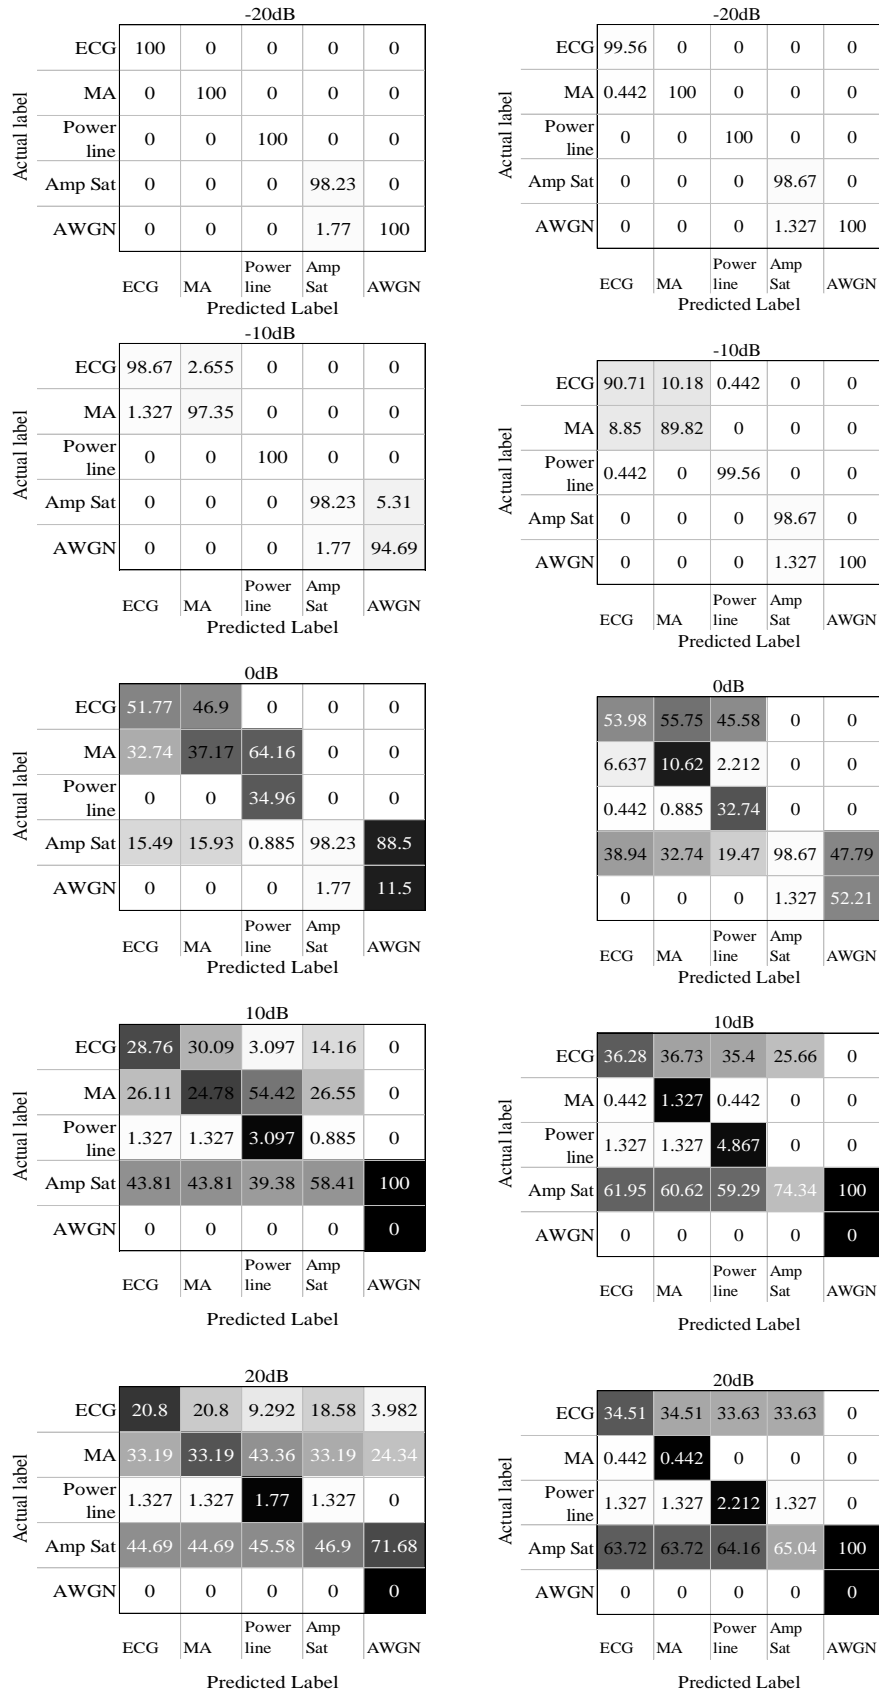 -20dB
Actual label
ECG 100 0 0 0 0
MA 0 100 0 0 0
Power line 0 0 100 0 0
Amp Sat 0 0 0 98.23 0
AWGN 0 0 0 1.77 100
ECG MA Power line Amp Sat AWGN
Predicted Label
-20dB
Actual label
ECG 99.56 0 0 0 0
MA 0.442 100 0 0 0
Power line 0 0 100 0 0
Amp Sat 0 0 0 98.67 0
AWGN 0 0 0 1.327 100
ECG MA Power line Amp Sat AWGN
Predicted Label
-10dB
Actual label
ECG 98.67 2.655 0 0 0
MA 1.327 97.35 0 0 0
Power line 0 0 100 0 0
Amp Sat 0 0 0 98.23 5.31
AWGN 0 0 0 1.77 94.69
ECG MA Power line Amp Sat AWGN
Predicted Label
-10dB
Actual label
ECG 90.71 10.18 0.442 0 0
MA 8.85 89.82 0 0 0
Power line 0.442 0 99.56 0 0
Amp Sat 0 0 0 98.67 0
AWGN 0 0 0 1.327 100
ECG MA Power line Amp Sat AWGN
Predicted Label
0dB
Actual label
ECG 51.77 46.9 0 0 0
MA 32.74 37.17 64.16 0 0
Power line 0 0 34.96 0 0
Amp Sat 15.49 15.93 0.885 98.23 88.5
AWGN 0 0 0 1.77 11.5
ECG MA Power line Amp Sat AWGN
Predicted Label
0dB
53.98 55.75 45.58 0 0
6.637 10.62 2.212 0 0
0.442 0.885 32.74 0 0
38.94 32.74 19.47 98.67 47.79
0 0 0 1.327 52.21
ECG MA Power line Amp Sat AWGN
Predicted Label
10dB
Actual label
ECG 28.76 30.09 3.097 14.16 0
MA 26.11 24.78 54.42 26.55 0
Power line 1.327 1.327 3.097 0.885 0
Amp Sat 43.81 43.81 39.38 58.41 100
AWGN 0 0 0 0 0
ECG MA Power line Amp Sat AWGN
Predicted Label
10dB
Actual label
ECG 36.28 36.73 35.4 25.66 0
MA 0.442 1.327 0.442 0 0
Power line 1.327 1.327 4.867 0 0
Amp Sat 61.95 60.62 59.29 74.34 100
AWGN 0 0 0 0 0
ECG MA Power line Amp Sat AWGN
Predicted Label
20dB
Actual label
ECG 20.8 20.8 9.292 18.58 3.982
MA 33.19 33.19 43.36 33.19 24.34
Power line 1.327 1.327 1.77 1.327 0
Amp Sat 44.69 44.69 45.58 46.9 71.68
AWGN 0 0 0 0 0
ECG MA Power line Amp Sat AWGN
Predicted Label
20dB
Actual label
ECG 34.51 34.51 33.63 33.63 0
MA 0.442 0.442 0 0 0
Power line 1.327 1.327 2.212 1.327 0
Amp Sat 63.72 63.72 64.16 65.04 100
AWGN 0 0 0 0 0
ECG MA Power line Amp Sat AWGN
Predicted Label